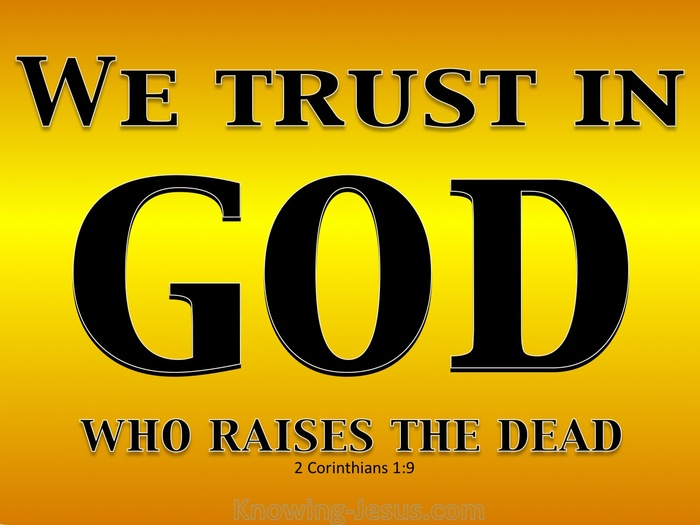 We trust in
GOD
who raises the dead
2 Corinthians 1:9
Knowing-Jesus.com